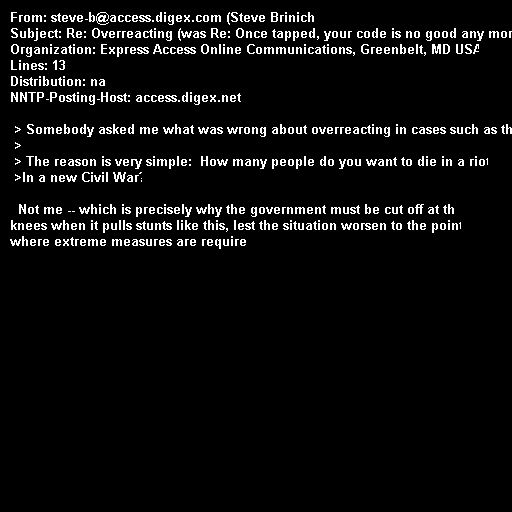 From: steve-b@access.digex.com (Steve Brinich
Subject: Re: Overreacting (was Re: Once tapped, your code is no good any
Organization: Express Access Online Communications, Greenbelt, MD USA
Lines: 13
Distribution: na
NNTP-Posting-Host: access.digex.net
> Somebody asked me what was wrong about overreacting in cases such as
>
> The reason is very simple: How many people do you want to die in a
>In a new Civil War
Not me -- which is precisely why the government must be cut off at
knees when it pulls stunts like this, lest the situation worsen to the point
where extreme measures are require